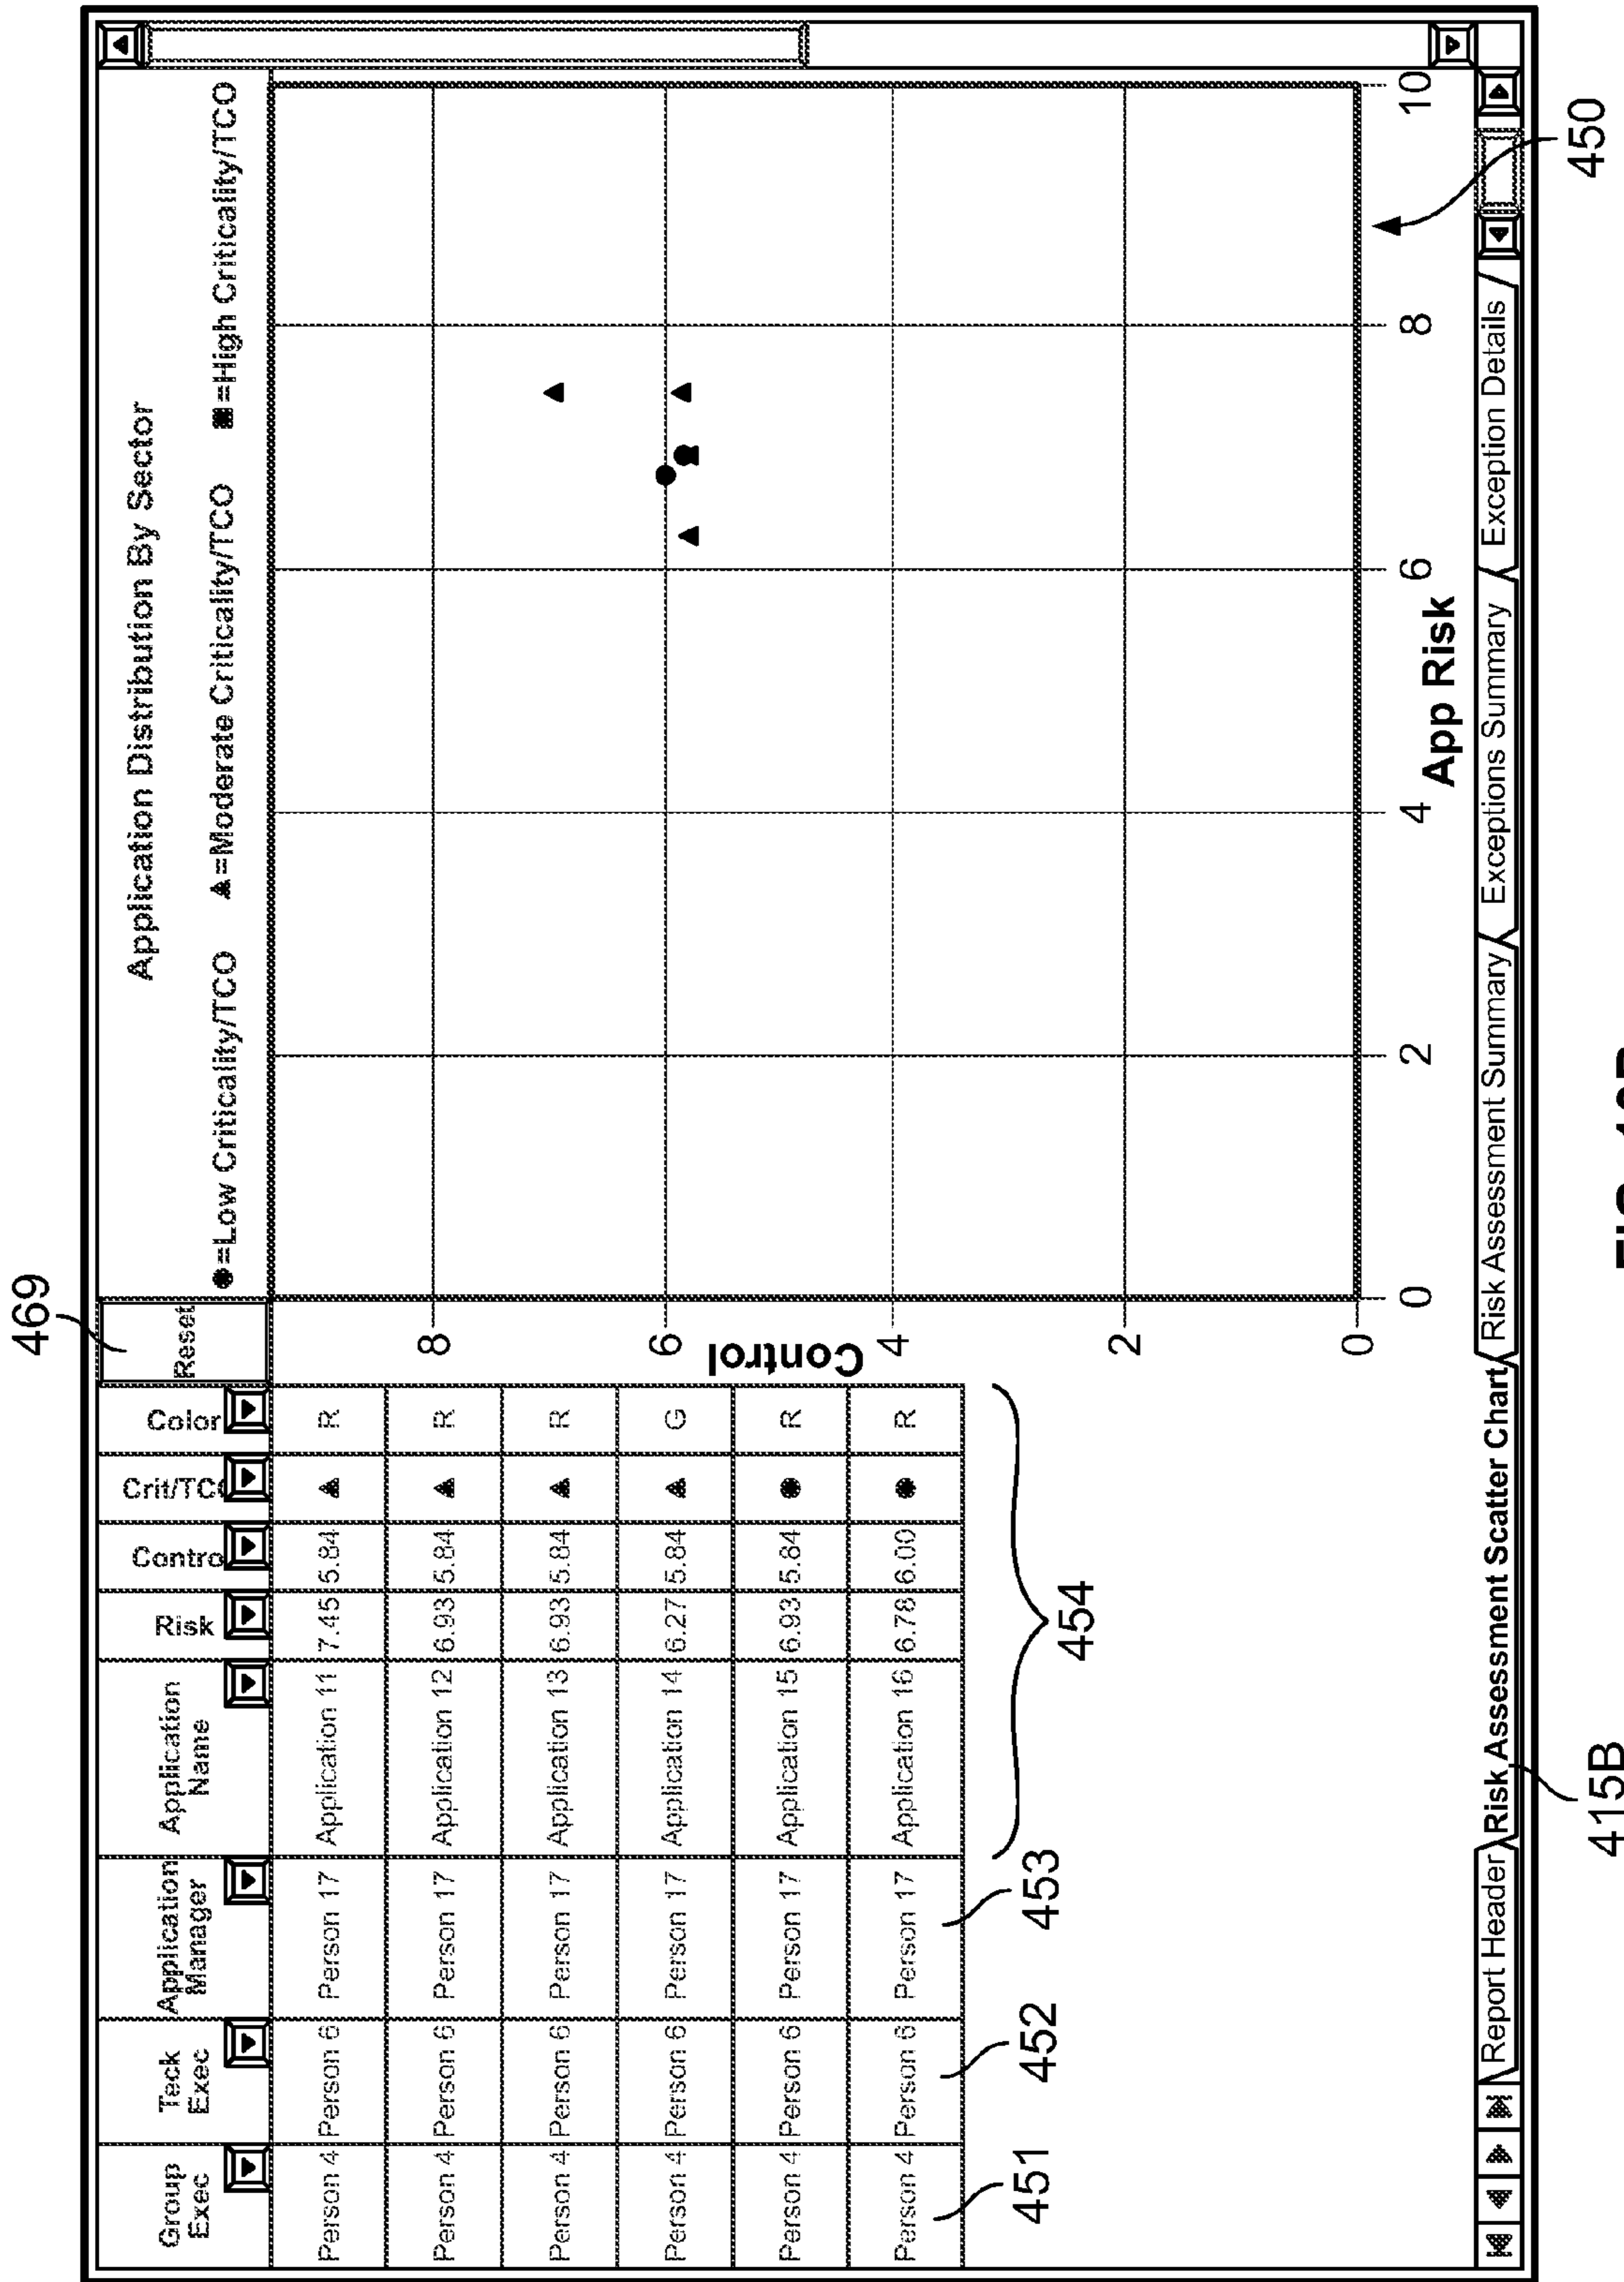 469
Group Exec
Teck Exec
Application Manager
Application Name
Risk
Contro
Crit/TC
Color
Reset
Person 4 Person 6 Person 17 Application 11 7.45 5.84 ▲ R
Person 4 Person 6 Person 17 Application 12 6.93 5.84 ▲ R
Person 4 Person 6 Person 17 Application 13 6.93 5.84 ▲ R
Person 4 Person 6 Person 17 Application 14 6.27 5.84 ▲ G
Person 4 Person 6 Person 17 Application 15 6.93 5.84 ● R
Person 4 Person 6 Person 17 Application 16 6.78 6.00 ● R
451
452
453
454
Application Distribution By Sector
●=Low Criticality/TCO ▲=Moderate Criticality/TCO ■=High Criticality/TCO
Control
8
6
4
2
0
0 2 4 6 8 10
App Risk
450
Report Header Risk Assessment Scatter Chart Risk Assessment Summary Exceptions Summary Exception Details
415B